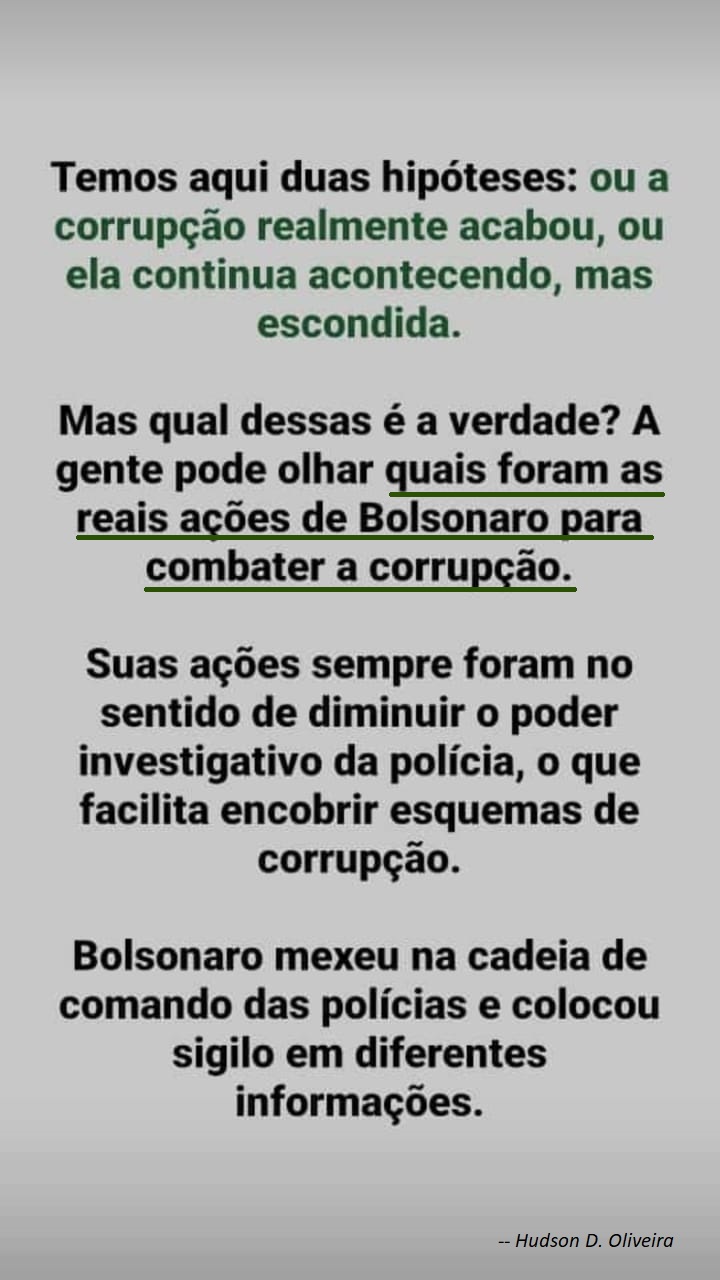 Temos aqui duas hipóteses: ou a
corrupção realmente acabou, ou
ela continua acontecendo, mas
escondida.
Mas qual dessas é a verdade? A
gente pode olhar quais foram as
reais ações de Bolsonaro para
combater a corrupção.
Suas ações sempre foram no
sentido de diminuir o poder
investigativo da polícia, o que
facilita encobrir esquemas de
corrupção.
Bolsonaro mexeu na cadeia de
comando das polícias e colocou
sigilo em diferentes
informações.
-- Hudson D. Oliveira